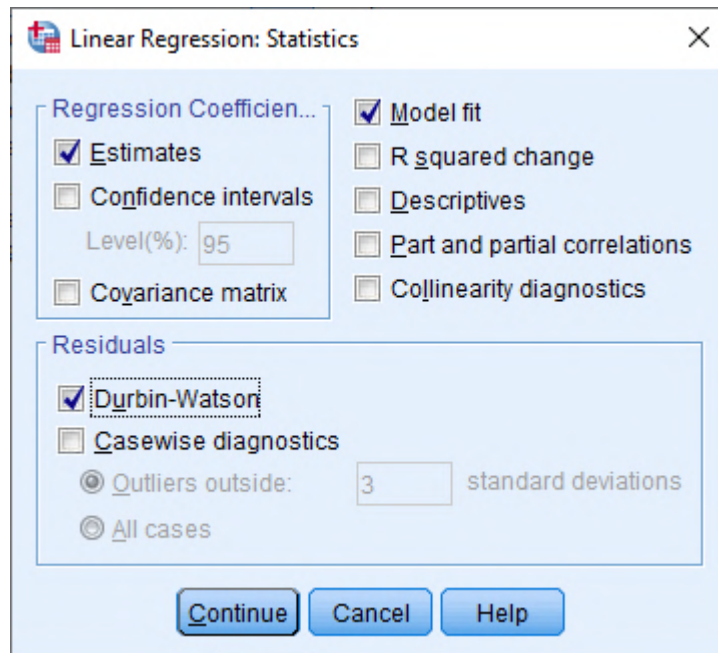 Linear Regression: Statistics
Regression Coefficien...
Estimates
Confidence intervals
Level(%): 95
Covariance matrix
Model fit
R squared change
Descriptives
Part and partial correlations
Collinearity diagnostics
Residuals
Durbin-Watson
Casewise diagnostics
Outliers outside: 3 standard deviations
All cases
Continue Cancel Help